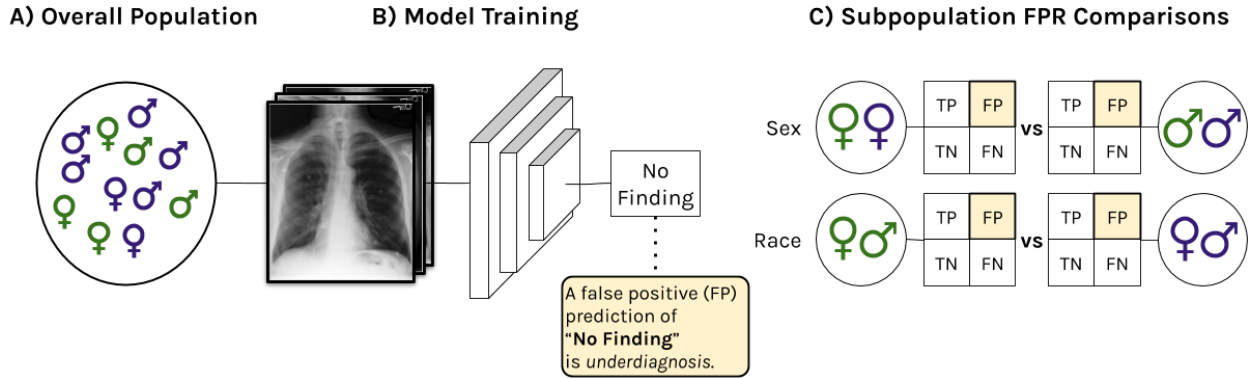 A) Overall Population
B) Model Training
C) Subpopulation FPR Comparisons
No
Finding
A false positive (FP)
prediction of
“No Finding”
is underdiagnosis.
Sex
TP FP
TN FN
vs
TP FP
TN FN
Race
TP FP
TN FN
vs
TP FP
TN FN